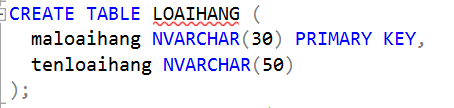 CREATE TABLE LOAIHANG (
maloaihang NVARCHAR(30) PRIMARY KEY,
tenloaihang NVARCHAR(50)
);